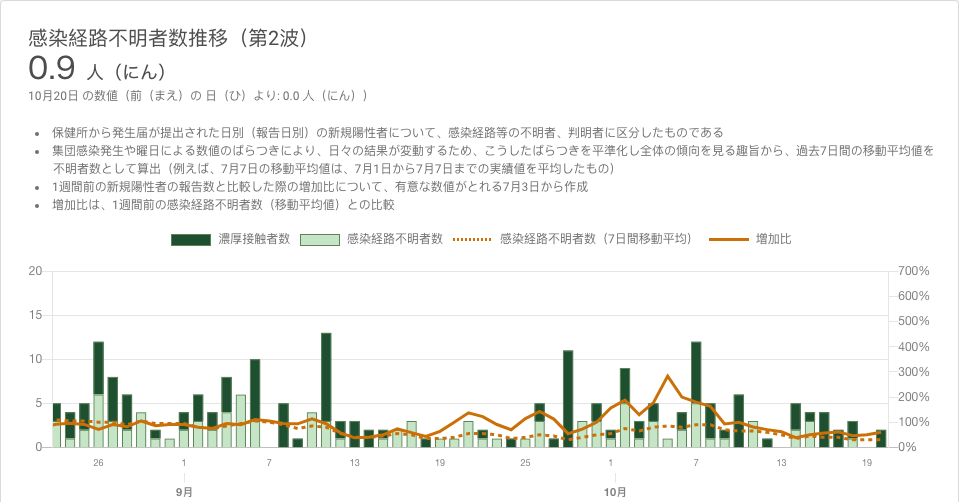 感染経路不明者数推移（第2波）
0.9 人（にん）
10月20日 の数値（前（まえ）の 日（ひ）より: 0.0 人（にん））
• 保健所から発生届が提出された日別（報告日別）の新規陽性者について、感染経路等の不明者、判明者に区分したものである
• 集団感染発生や曜日による数値のばらつきにより、日々の結果が変動するため、こうしたばらつきを平準化し全体の傾向を見る趣旨から、過去7日間の移動平均値を
不明者数として算出（例えば、7月7日の移動平均値は、7月1日から7月7日までの実績値を平均したもの）
• 1週間前の新規陽性者の報告数と比較した際の増加比について、有意な数値がとれる7月3日から作成
• 増加比は、1週間前の感染経路不明者数（移動平均値）との比較
濃厚接触者数 感染経路不明者数 感染経路不明者数（7日間移動平均） 増加比
20 700%
600%
15 500%
400%
10 300%
200%
5 100%
0 0%
26 1 7 13 19 25 1 7 13 19
9月 10月